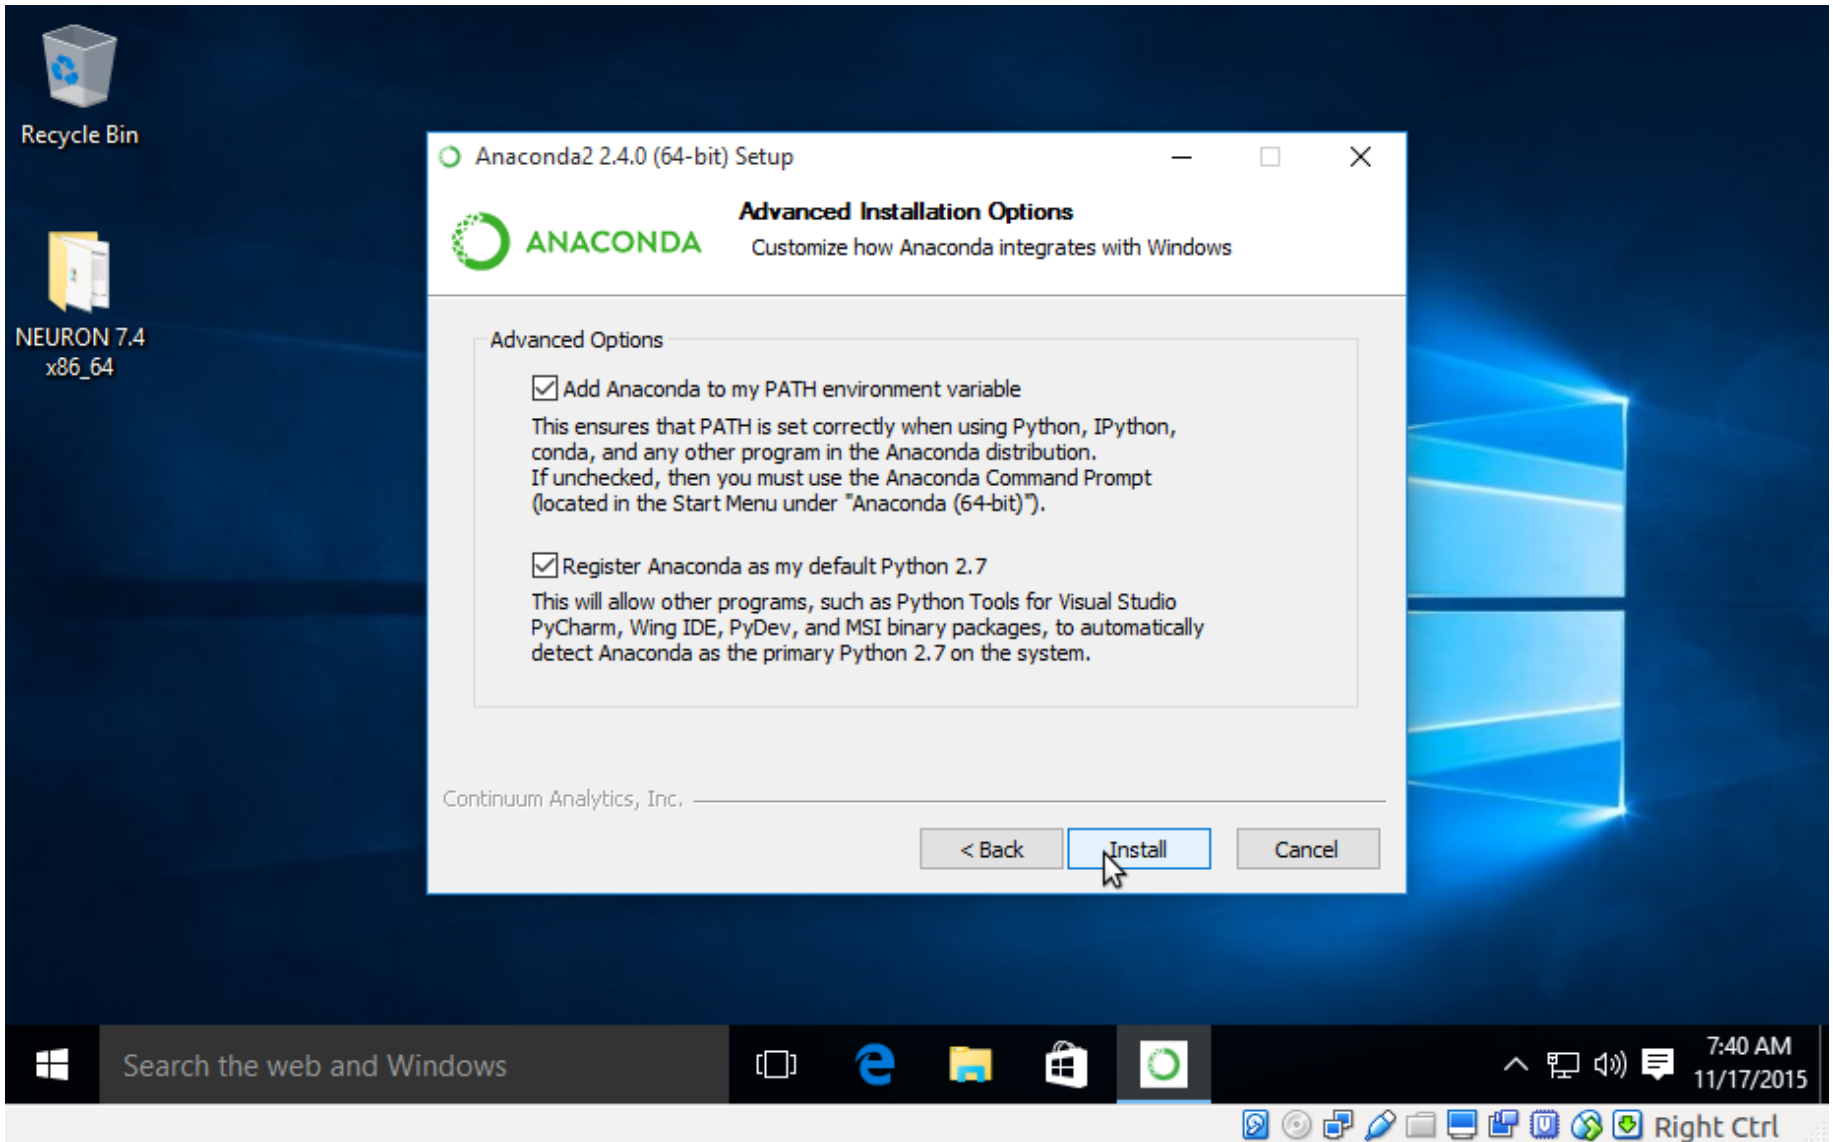 Recycle Bin
NEURON 7.4
x86_64
Anaconda2 2.4.0 (64-bit) Setup
ANACONDA
Advanced Installation Options
Customize how Anaconda integrates with Windows
Advanced Options
Add Anaconda to my PATH environment variable
This ensures that PATH is set correctly when using Python, IPython,
conda, and any other program in the Anaconda distribution.
If unchecked, then you must use the Anaconda Command Prompt
(located in the Start Menu under "Anaconda (64-bit)").
Register Anaconda as my default Python 2.7
This will allow other programs, such as Python Tools for Visual Studio
PyCharm, Wing IDE, PyDev, and MSI binary packages, to automatically
detect Anaconda as the primary Python 2.7 on the system.
Continuum Analytics, Inc.
< Back
Install
Cancel
Search the web and Windows
7:40 AM
11/17/2015
Right Ctrl